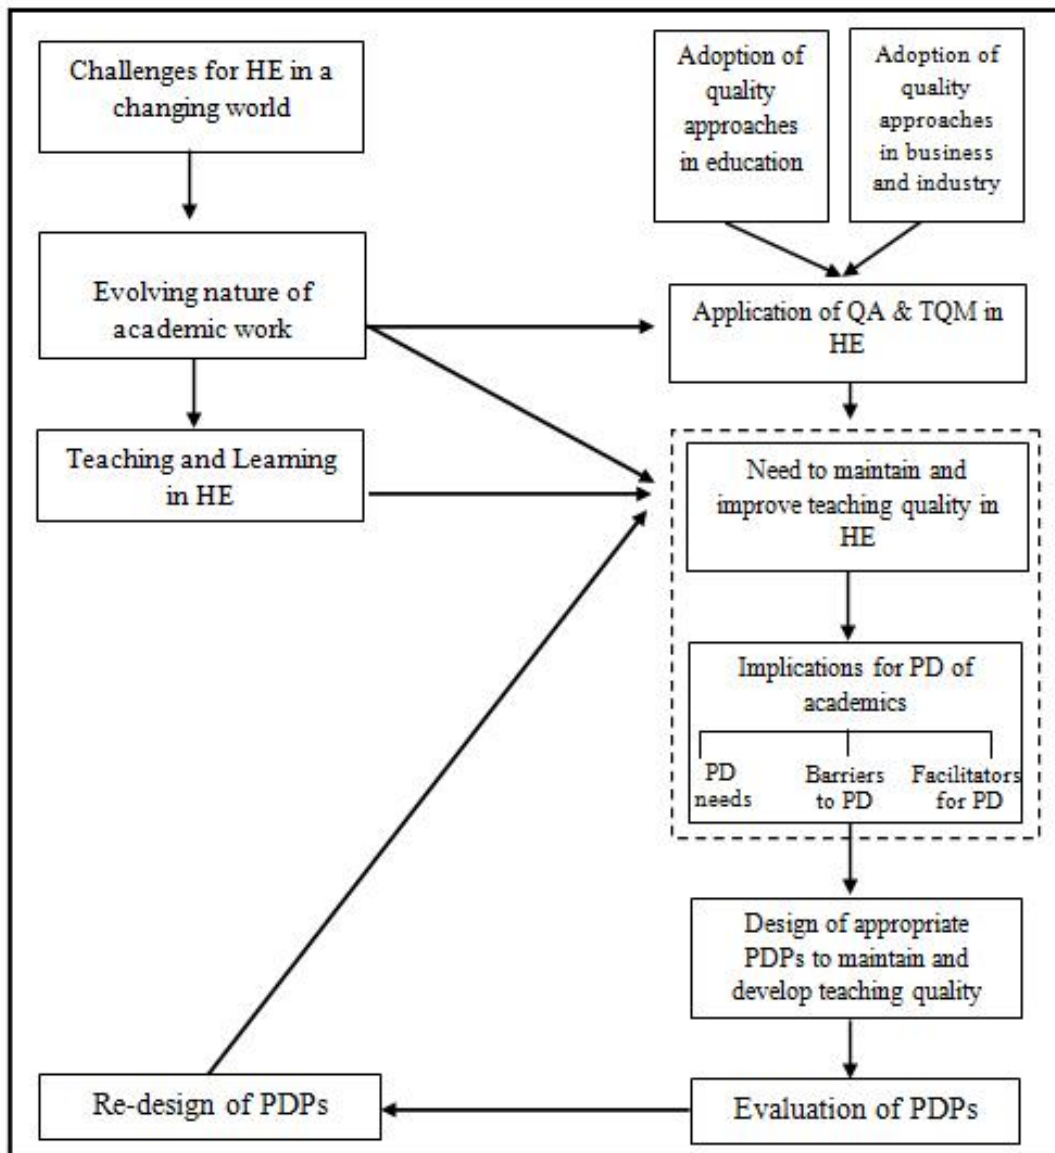 Challenges for HE in a
changing world
Adoption of
quality
approaches
in education
Adoption of
quality
approaches
in business
and industry
Evolving nature of
academic work
Application of QA & TQM in
HE
Teaching and Learning
in HE
Need to maintain and
improve teaching quality in
HE
Implications for PD of
academics
PD
needs
Barriers
to PD
Facilitators
for PD
Design of appropriate
PDPs to maintain and
develop teaching quality
Re-design of PDPs
Evaluation of PDPs